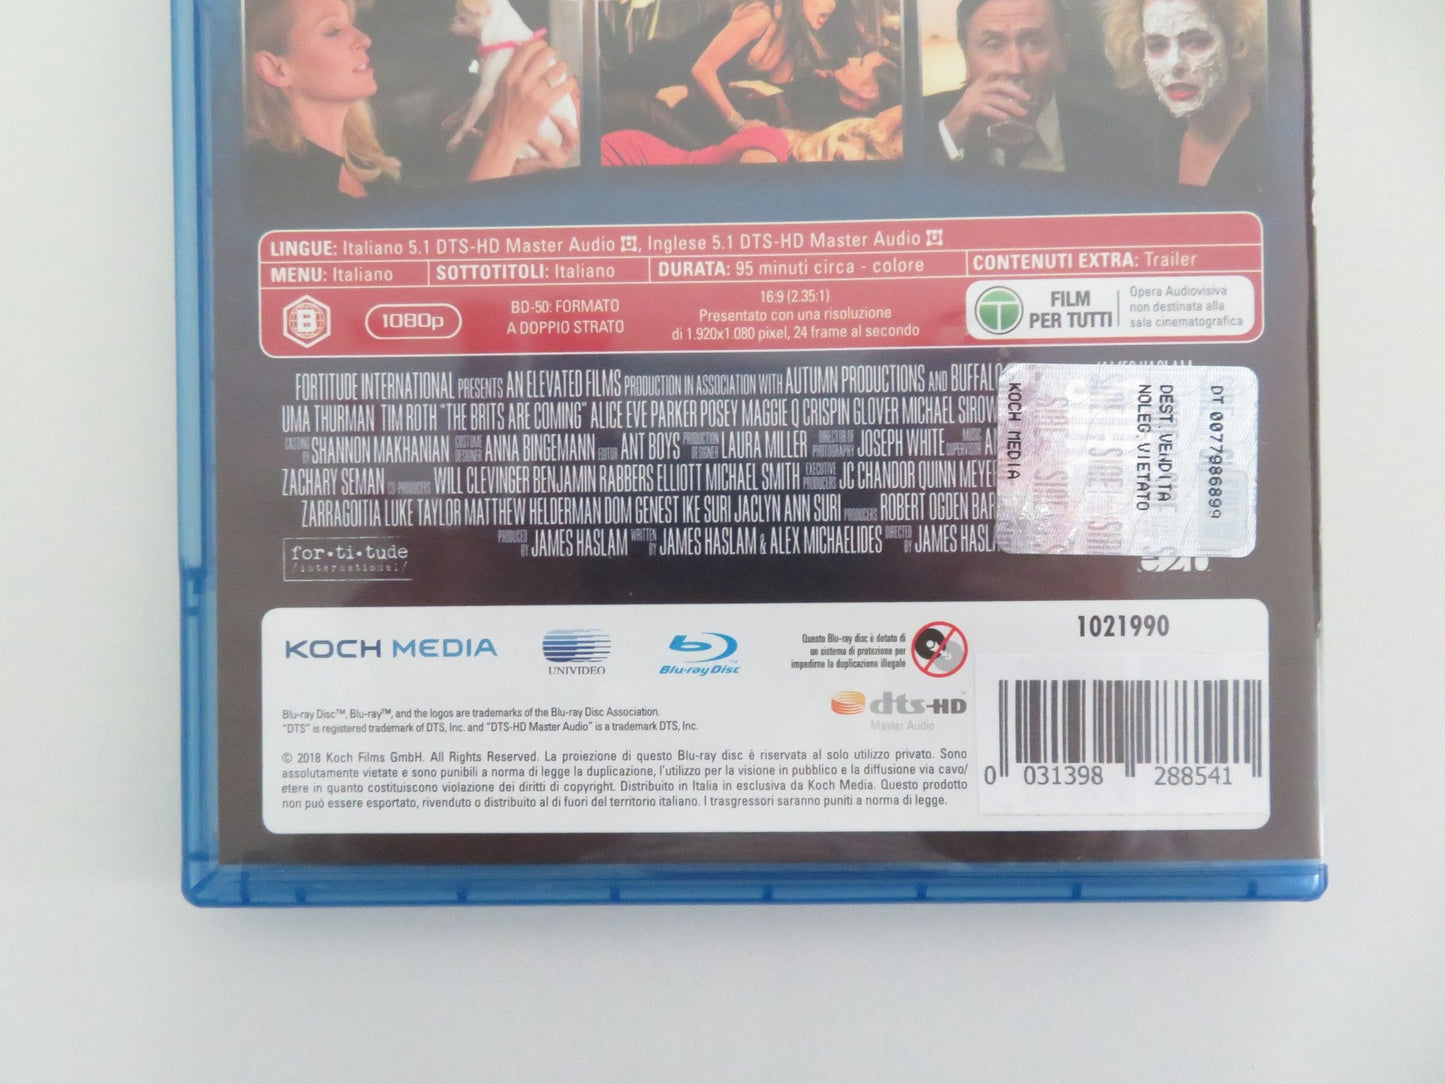 LINGUE: Italiano 5.1 DTS-HD Master Audio, Inglese 5.1 DTS-HD Master Audio
MENU: Italiano SOTTOTITOLI: Italiano DURATA: 95 minuti circa - colore CONTENUTI EXTRA: Trailer
B 1080p
BD-50: FORMATO
A DOPPIO STRATO
16:9 (2.35:1)
Presentato con una risoluzione
di 1.920x1.080 pixel, 24 frame al secondo
T FILM
PER TUTTI
Opera Audiovisiva
non destinata alla
sala cinematografica
FORTITUDE INTERNATIONAL PRESENTS AN ELEVATED FILMS PRODUCTION IN ASSOCIATION WITH AUTUMN PRODUCTIONS AND
UMA THURMAN TIM ROTH "THE BRITS ARE COMING" ALICE EVE PARKER POSEY MAGGIE Q CRISPIN GLOVER MICHAEL
CASTING BY SHANNON MAKHANIAN COSTUME DESIGNER ANNA BINGEMANN EDITOR ANT BOYS PRODUCTION DESIGNER LAURA MILLER DIRECTOR OF PHOTOGRAPHY JOSEPH WHITE MUSIC SUPERVISOR
ZACHARY SEMAN CO-PRODUCERS WILL CLEVINGER BENJAMIN RABBERS ELLIOTT MICHAEL SMITH EXECUTIVE PRODUCERS JC CHANDOR QUINN
ZARRAGUITIA LUKE TAYLOR MATTHEW HELDERMAN DOM GENEST IKE SURI JACLYN ANN SURI PRODUCERS ROBERT OGDEN
PRODUCED BY JAMES HASLAM WRITTEN BY JAMES HASLAM & ALEX MICHAELIDES DIRECTED BY JAMES
for·ti·tude
/international/
KOCH MEDIA
DEST.VENDITA
NOLEG.VIETATO
DT 007798689
KOCH MEDIA
UNIVIDEO
Blu-ray Disc™
Questo Blu-ray disc è dotato di
un sistema di protezione per
impedirne la duplicazione illegale
1021990
dts-HD
Master Audio
Blu-ray Disc™, Blu-ray™, and the logos are trademarks of the Blu-ray Disc Association.
"DTS" is registered trademark of DTS, Inc. and "DTS-HD Master Audio" is a trademark DTS, Inc.
© 2018 Koch Films GmbH. All Rights Reserved. La proiezione di questo Blu-ray disc è riservata al solo utilizzo privato. Sono
assolutamente vietate e sono punibili a norma di legge la duplicazione, l'utilizzo per la visione in pubblico e la diffusione via cavo/
etere in quanto costituiscono violazione dei diritti di copyright. Distribuito in Italia in esclusiva da Koch Media. Questo prodotto
non può essere esportato, rivenduto o distribuito al di fuori del territorio italiano. I trasgressori saranno puniti a norma di legge.
0 031398 288541